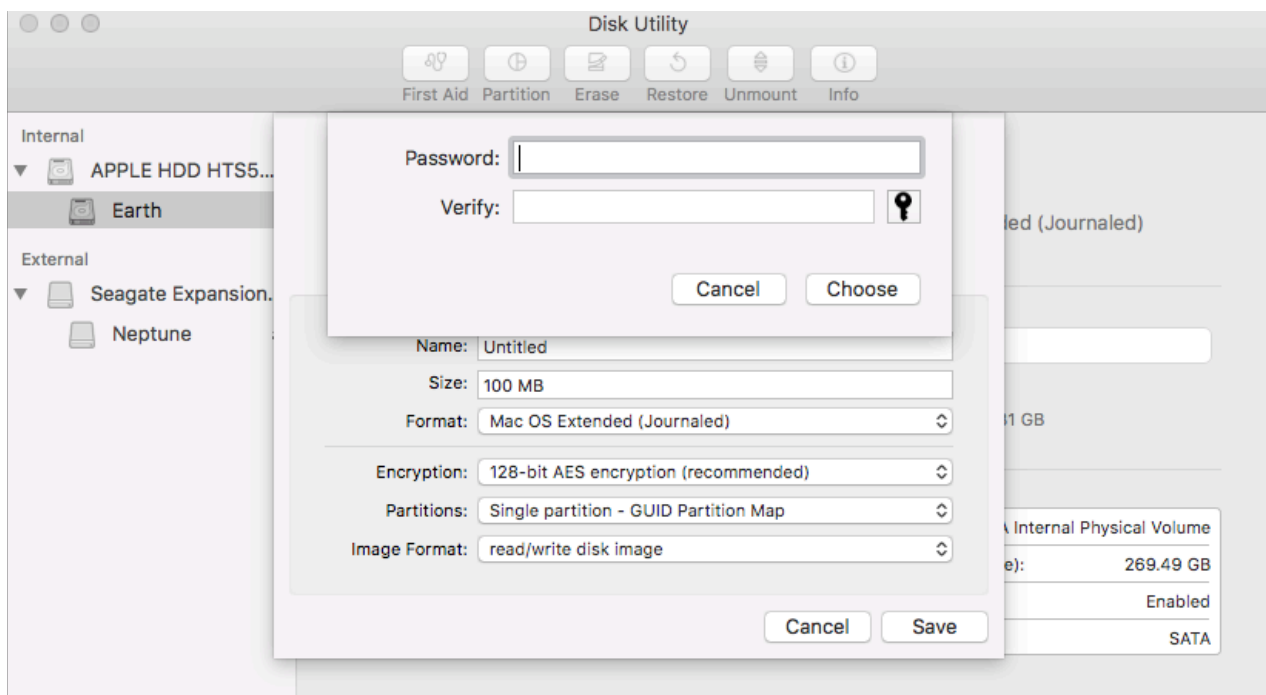 Disk Utility
First Aid Partition Erase Restore Unmount Info
Internal
APPLE HDD HTS5...
Earth
External
Seagate Expansion.
Neptune
Password:
Verify:
Cancel Choose
Name: Untitled
Size: 100 MB
Format: Mac OS Extended (Journaled)
Encryption: 128-bit AES encryption (recommended)
Partitions: Single partition - GUID Partition Map
Image Format: read/write disk image
Cancel Save
(Journaled)
GB
Internal Physical Volume
269.49 GB
Enabled
SATA